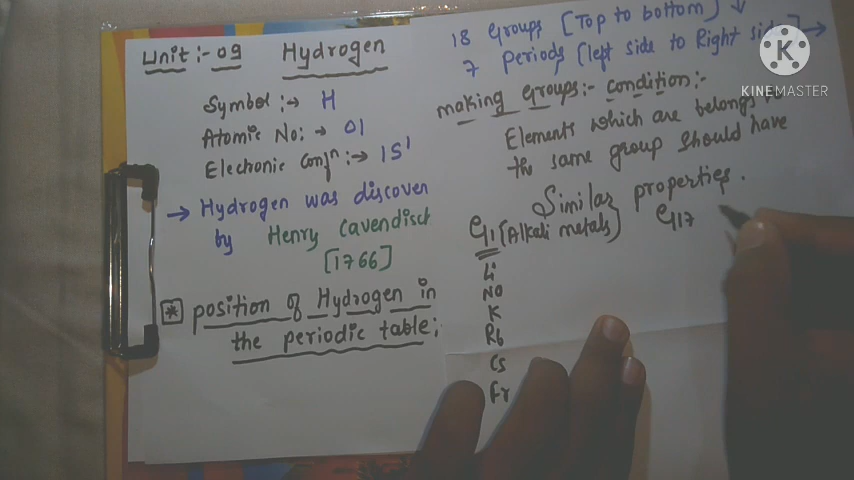 Unit :- 09 Hydrogen
Symbol :→ H
Atomic No: → 01
Electronic Confⁿ :→ 1S¹
→ Hydrogen was discover
by Henry Cavendisch
[1766]
* position of Hydrogen in
the periodic table;
18 Groups [Top to bottom] ↓
7 periods [left side to Right side] →
making Groups:- condition:-
Elements which are belongs to
the same group should have
Similar properties.
G1 [Alkali metals] G17
Li
Na
K
Rb
Cs
Fr
K
KINEMASTER